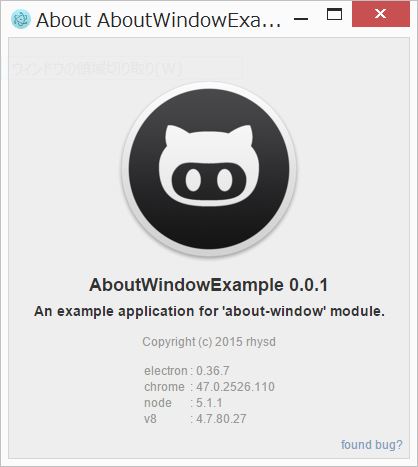 About AboutWindowExa...
ウィンドウの領域切り取り(W)
AboutWindowExample 0.0.1
An example application for 'about-window' module.
Copyright (c) 2015 rhysd
electron : 0.36.7
chrome : 47.0.2526.110
node : 5.1.1
v8 : 4.7.80.27
found bug?